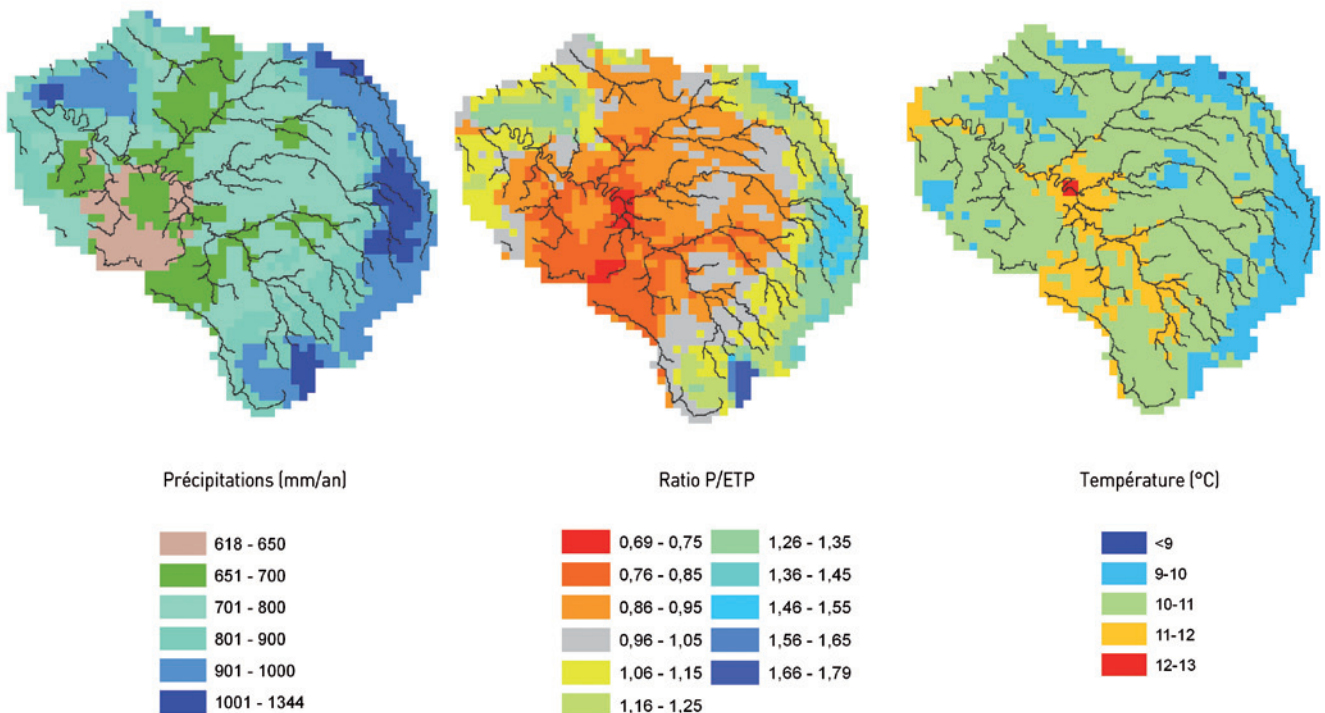 Précipitations (mm/an)
618 - 650
651 - 700
701 - 800
801 - 900
901 - 1000
1001 - 1344
Ratio P/ETP
0,69 - 0,75
0,76 - 0,85
0,86 - 0,95
0,96 - 1,05
1,06 - 1,15
1,16 - 1,25
1,26 - 1,35
1,36 - 1,45
1,46 - 1,55
1,56 - 1,65
1,66 - 1,79
Température (°C)
<9
9-10
10-11
11-12
12-13